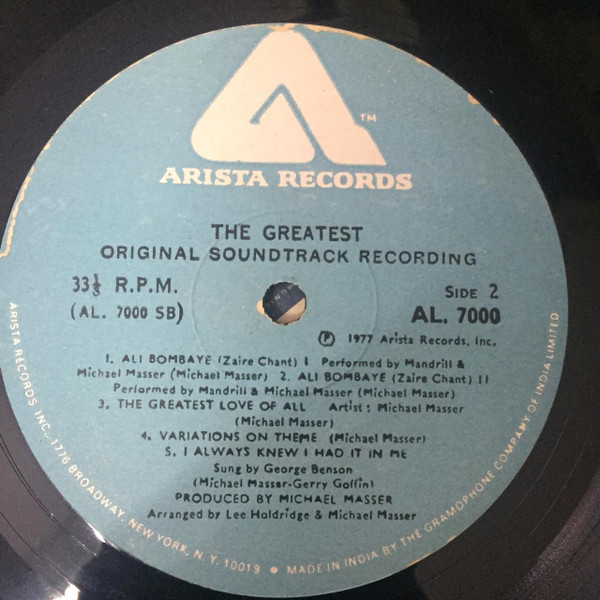 TM
ARISTA RECORDS
THE GREATEST
ORIGINAL SOUNDTRACK RECORDING
33⅓ R.P.M.
SIDE 2
(AL. 7000 SB)
AL. 7000
Ⓟ 1977 Arista Records, Inc.
1. ALI BOMBAYE (Zaire Chant) I Performed by Mandrill &
Michael Masser (Michael Masser) 2. ALI BOMBAYE (Zaire Chant) II
Performed by Mandrill & Michael Masser (Michael Masser)
3. THE GREATEST LOVE OF ALL Artist: Michael Masser
(Michael Masser)
4. VARIATIONS ON THEME (Michael Masser)
5. I ALWAYS KNEW I HAD IT IN ME
Sung by George Benson
(Michael Masser-Gerry Goffin)
PRODUCED BY MICHAEL MASSER
Arranged by Lee Holdridge & Michael Masser
ARISTA RECORDS, INC., 1776 BROADWAY, NEW YORK, N. Y. 10019 ● MADE IN INDIA BY THE GRAMOPHONE COMPANY OF INDIA LIMITED